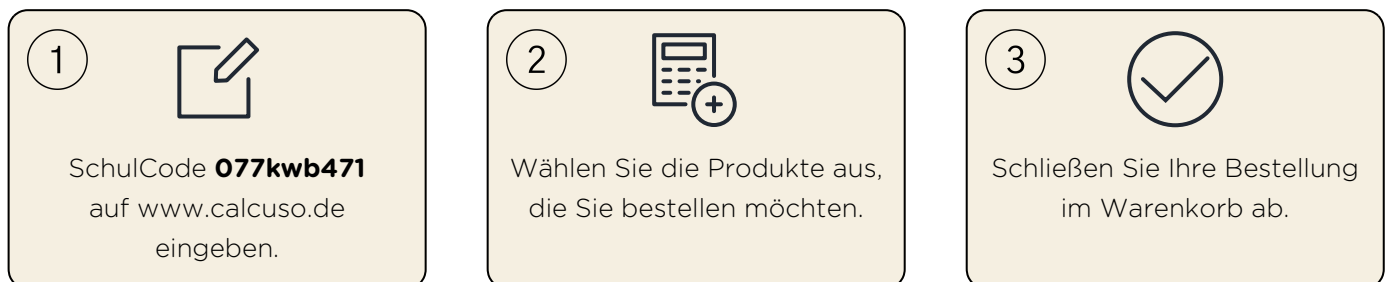 1
SchulCode 077kwb471
auf www.calcuso.de
eingeben.
2
Wählen Sie die Produkte aus,
die Sie bestellen möchten.
3
Schließen Sie Ihre Bestellung
im Warenkorb ab.